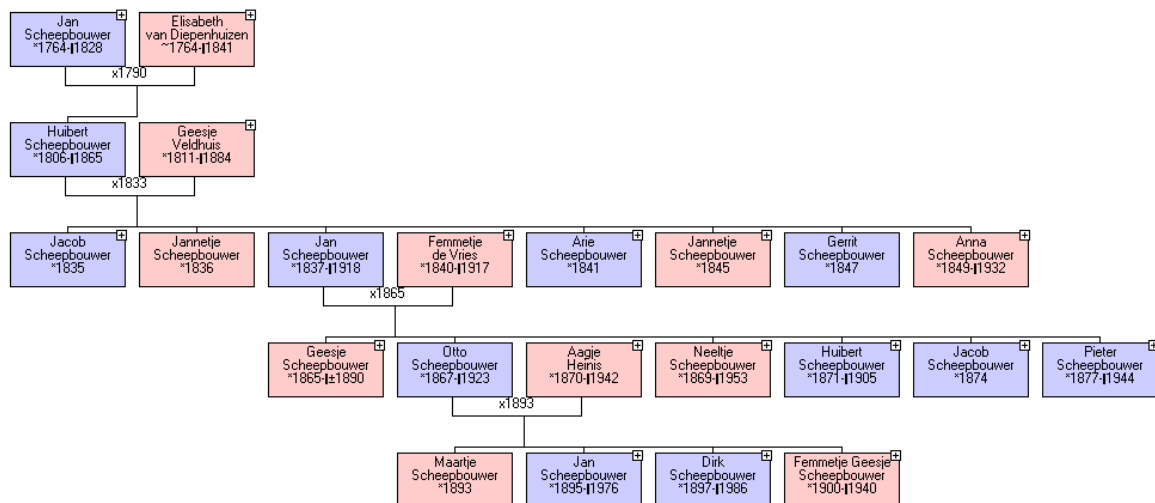 Jan
Scheepbouwer
*1764-‖1828
Elisabeth
van Diepenhuizen
~1764-‖1841
x1790
Huibert
Scheepbouwer
*1806-‖1865
Geesje
Veldhuis
*1811-‖1884
x1833
Jacob
Scheepbouwer
*1835
Jannetje
Scheepbouwer
*1836
Jan
Scheepbouwer
*1837-‖1918
Femmetje
de Vries
*1840-‖1917
Arie
Scheepbouwer
*1841
Jannetje
Scheepbouwer
*1845
Gerrit
Scheepbouwer
*1847
Anna
Scheepbouwer
*1849-‖1932
x1865
Geesje
Scheepbouwer
*1865-‖±1890
Otto
Scheepbouwer
*1867-‖1923
Aagje
Heinis
*1870-‖1942
Neeltje
Scheepbouwer
*1869-‖1953
Huibert
Scheepbouwer
*1871-‖1905
Jacob
Scheepbouwer
*1874
Pieter
Scheepbouwer
*1877-‖1944
x1893
Maartje
Scheepbouwer
*1893
Jan
Scheepbouwer
*1895-‖1976
Dirk
Scheepbouwer
*1897-‖1986
Femmetje Geesje
Scheepbouwer
*1900-‖1940